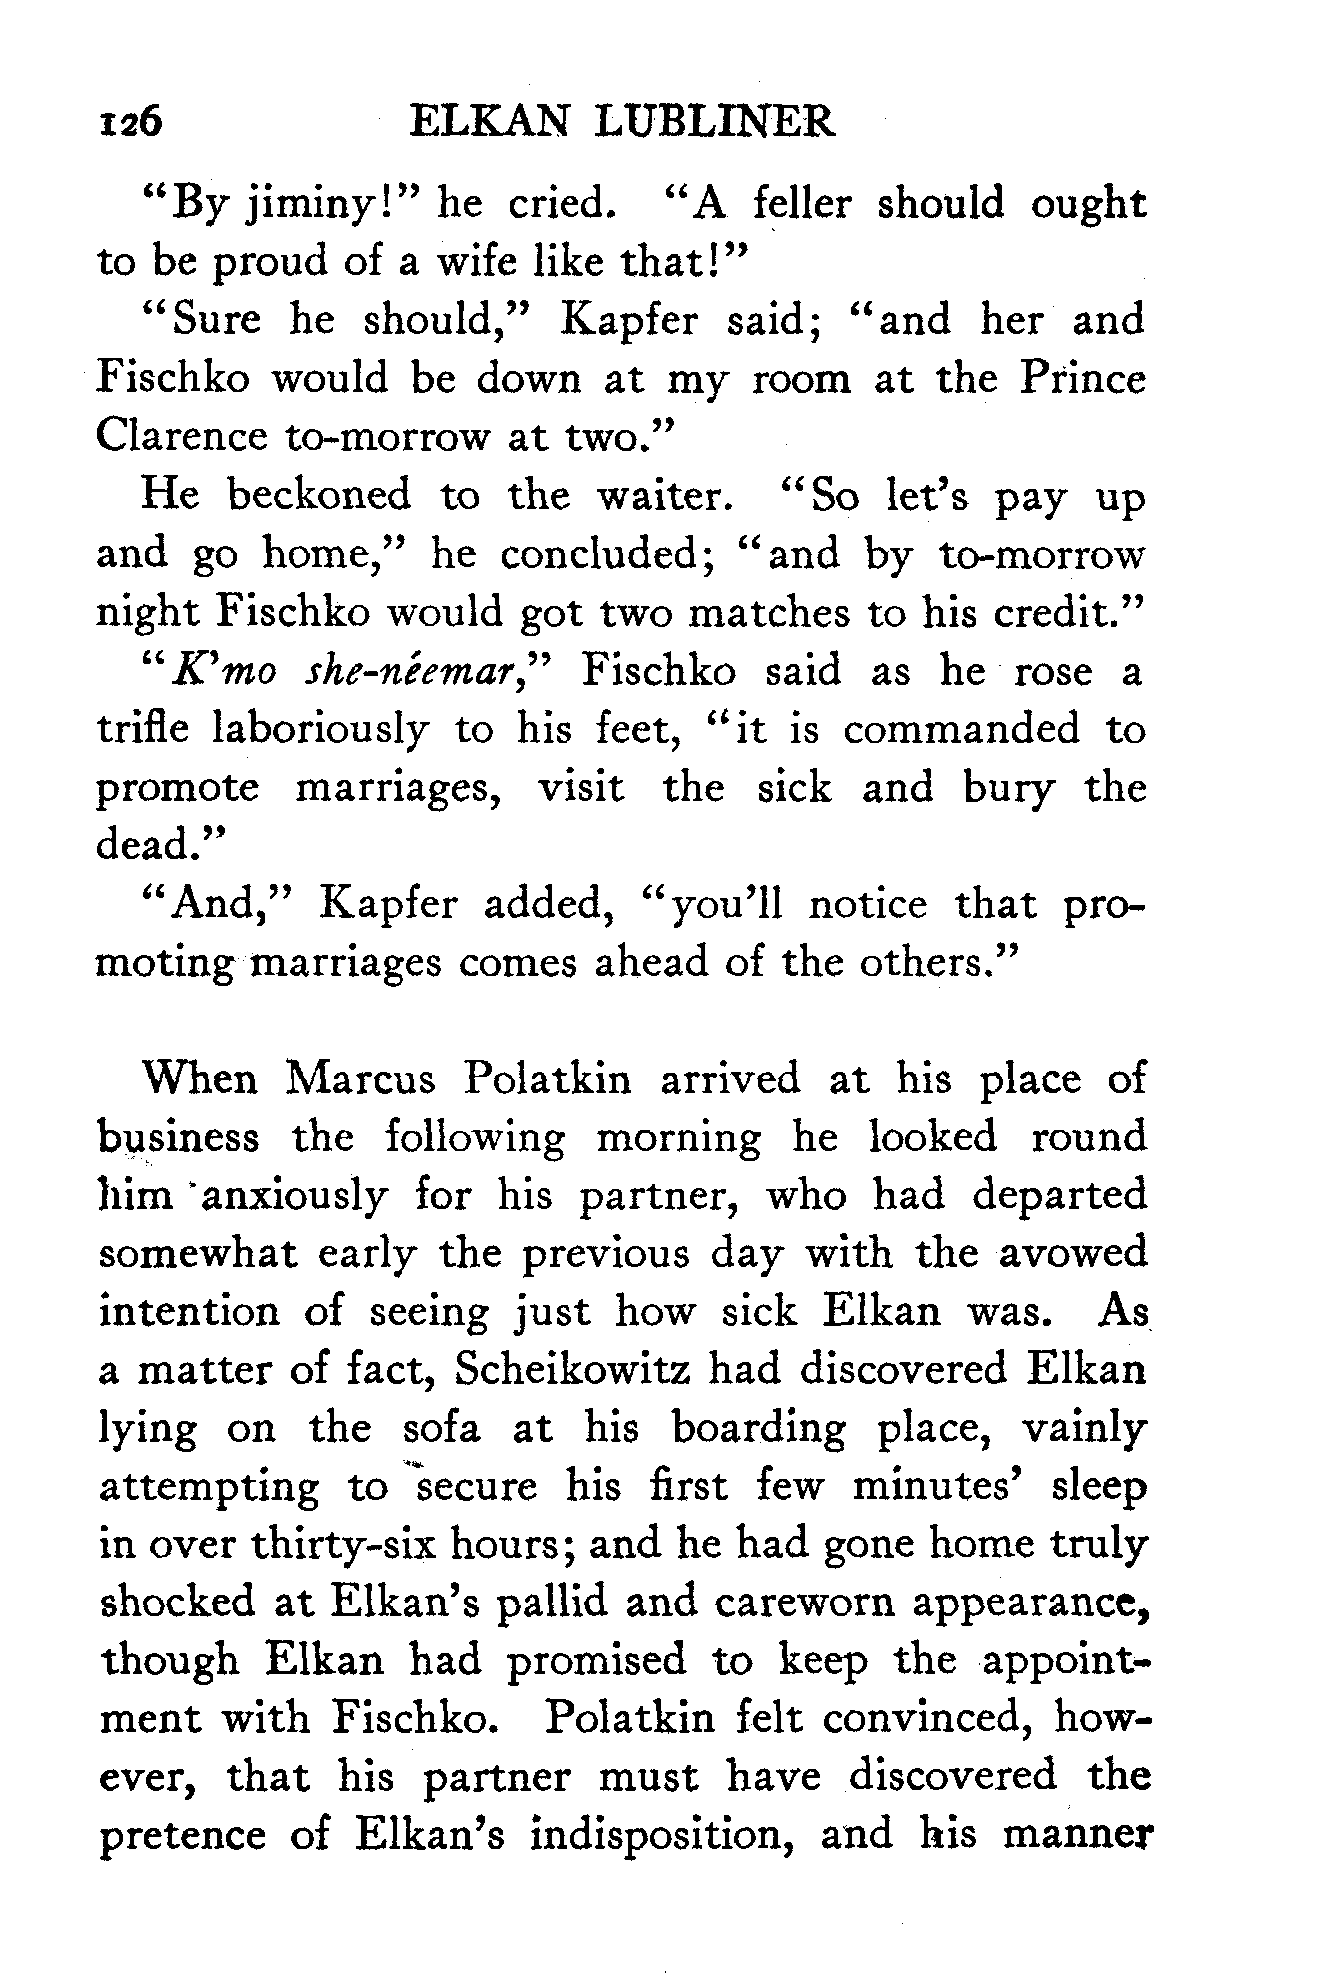 126 ELKAN LUBLINER
“By jiminy!” he cried. “A feller should ought
to be proud of a wife like that!”
“Sure he should,” Kapfer said; “and her and
Fischko would be down at my room at the Prince
Clarence to-morrow at two.”
He beckoned to the waiter. “So let’s pay up
and go home,” he concluded; “and by to-morrow
night Fischko would got two matches to his credit.”
“K’mo she-néemar,” Fischko said as he rose a
trifle laboriously to his feet, “it is commanded to
promote marriages, visit the sick and bury the
dead.”
“And,” Kapfer added, “you’ll notice that pro-
moting marriages comes ahead of the others.”
When Marcus Polatkin arrived at his place of
business the following morning he looked round
him anxiously for his partner, who had departed
somewhat early the previous day with the avowed
intention of seeing just how sick Elkan was. As
a matter of fact, Scheikowitz had discovered Elkan
lying on the sofa at his boarding place, vainly
attempting to secure his first few minutes’ sleep
in over thirty-six hours; and he had gone home truly
shocked at Elkan’s pallid and careworn appearance,
though Elkan had promised to keep the appoint-
ment with Fischko. Polatkin felt convinced, how-
ever, that his partner must have discovered the
pretence of Elkan’s indisposition, and his manner